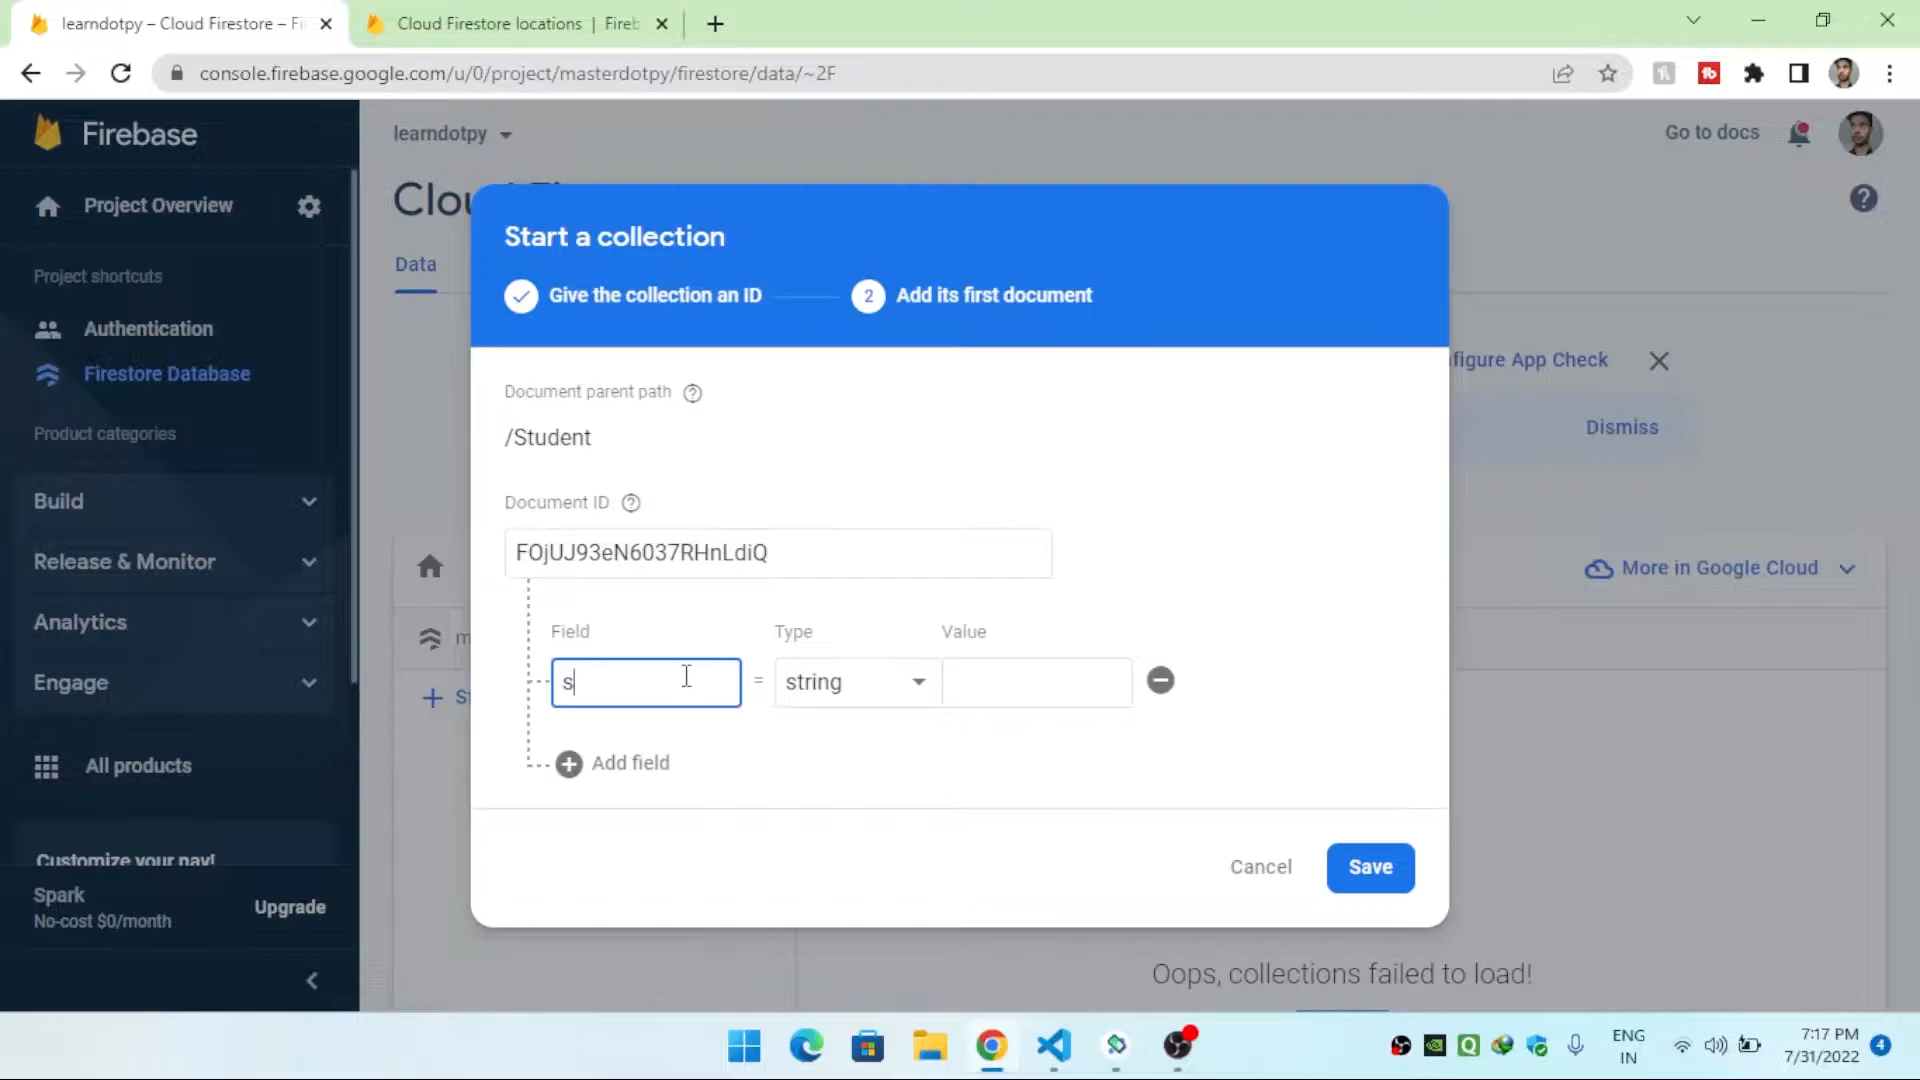 learndotpy – Cloud Firestore – Fi
Cloud Firestore locations | Fireb
console.firebase.google.com/u/0/project/masterdotpy/firestore/data/~2F
Firebase
learndotpy
Go to docs
Project Overview
Project shortcuts
Authentication
Firestore Database
Product categories
Build
Release & Monitor
Analytics
Engage
All products
Customize your nav!
Spark
No-cost $0/month
Upgrade
Data
Start a collection
Give the collection an ID
2 Add its first document
figure App Check
Dismiss
Document parent path
/Student
Document ID
More in Google Cloud
Field
Type
Value
s
=
string
Add field
Cancel
Save
Oops, collections failed to load!
ENG
IN
7:17 PM
7/31/2022
4